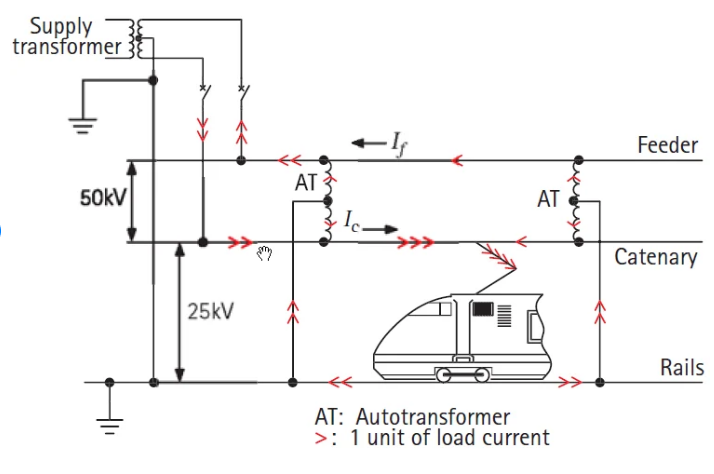 Supply
transformer
I_f
Feeder
AT
50kV
AT
I_c
Catenary
25kV
Rails
AT: Autotransformer
>: 1 unit of load current